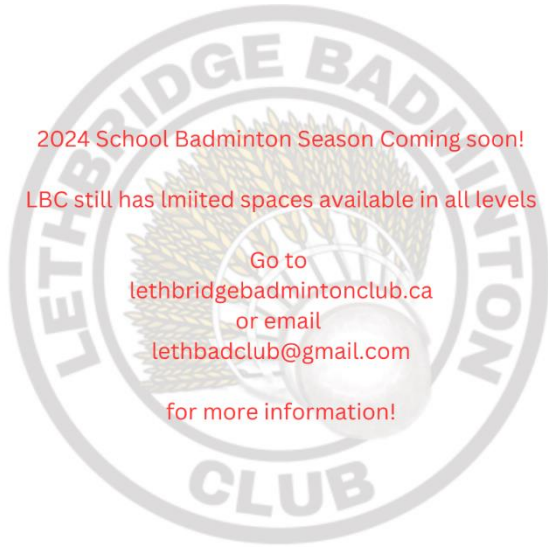 LETHBRIDGE BADMINTON
2024 School Badminton Season Coming soon!
LBC still has lmiited spaces available in all levels
Go to
lethbridgebadmintonclub.ca
or email
lethbadclub@gmail.com
for more information!
CLUB